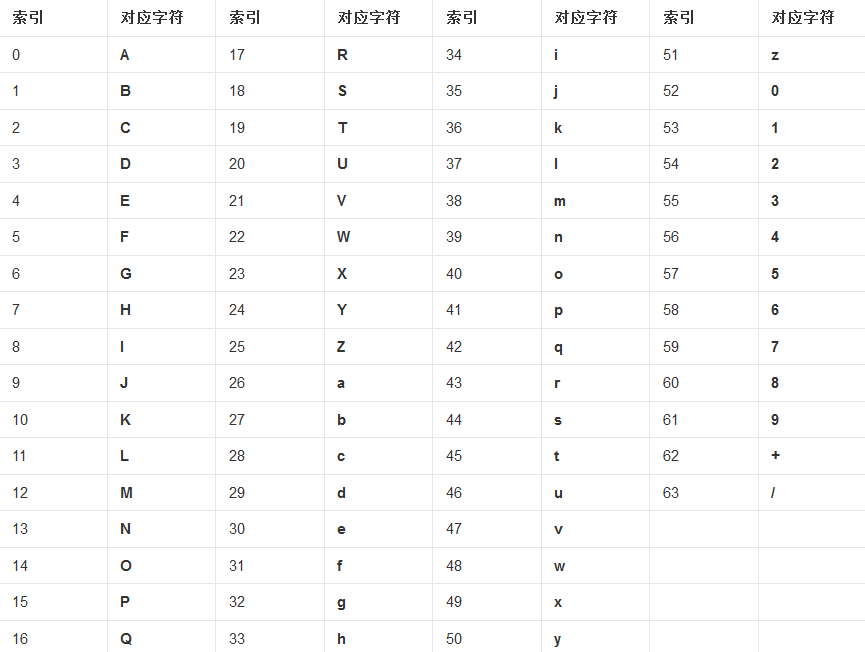 索引 对应字符 索引 对应字符 索引 对应字符 索引 对应字符
0 A 17 R 34 i 51 z
1 B 18 S 35 j 52 0
2 C 19 T 36 k 53 1
3 D 20 U 37 l 54 2
4 E 21 V 38 m 55 3
5 F 22 W 39 n 56 4
6 G 23 X 40 o 57 5
7 H 24 Y 41 p 58 6
8 I 25 Z 42 q 59 7
9 J 26 a 43 r 60 8
10 K 27 b 44 s 61 9
11 L 28 c 45 t 62 +
12 M 29 d 46 u 63 /
13 N 30 e 47 v
14 O 31 f 48 w
15 P 32 g 49 x
16 Q 33 h 50 y